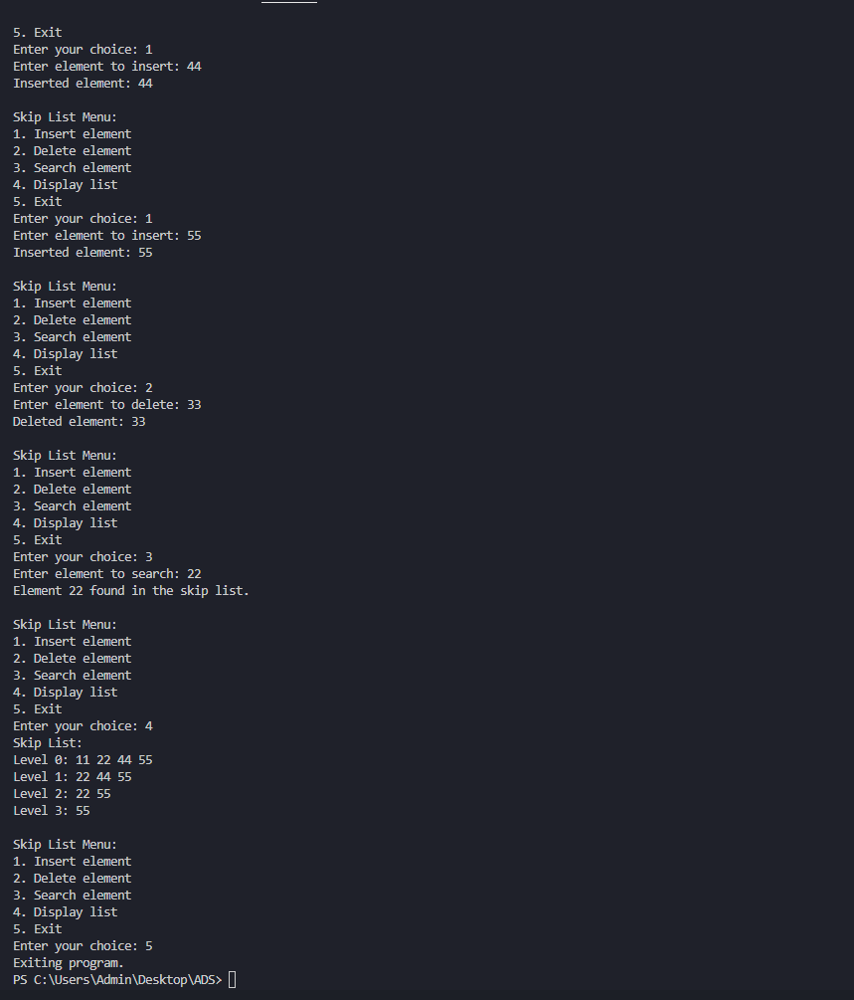 5. Exit
Enter your choice: 1
Enter element to insert: 44
Inserted element: 44
Skip List Menu:
1. Insert element
2. Delete element
3. Search element
4. Display list
5. Exit
Enter your choice: 1
Enter element to insert: 55
Inserted element: 55
Skip List Menu:
1. Insert element
2. Delete element
3. Search element
4. Display list
5. Exit
Enter your choice: 2
Enter element to delete: 33
Deleted element: 33
Skip List Menu:
1. Insert element
2. Delete element
3. Search element
4. Display list
5. Exit
Enter your choice: 3
Enter element to search: 22
Element 22 found in the skip list.
Skip List Menu:
1. Insert element
2. Delete element
3. Search element
4. Display list
5. Exit
Enter your choice: 4
Skip List:
Level 0: 11 22 44 55
Level 1: 22 44 55
Level 2: 22 55
Level 3: 55
Skip List Menu:
1. Insert element
2. Delete element
3. Search element
4. Display list
5. Exit
Enter your choice: 5
Exiting program.
PS C:\Users\Admin\Desktop\ADS>